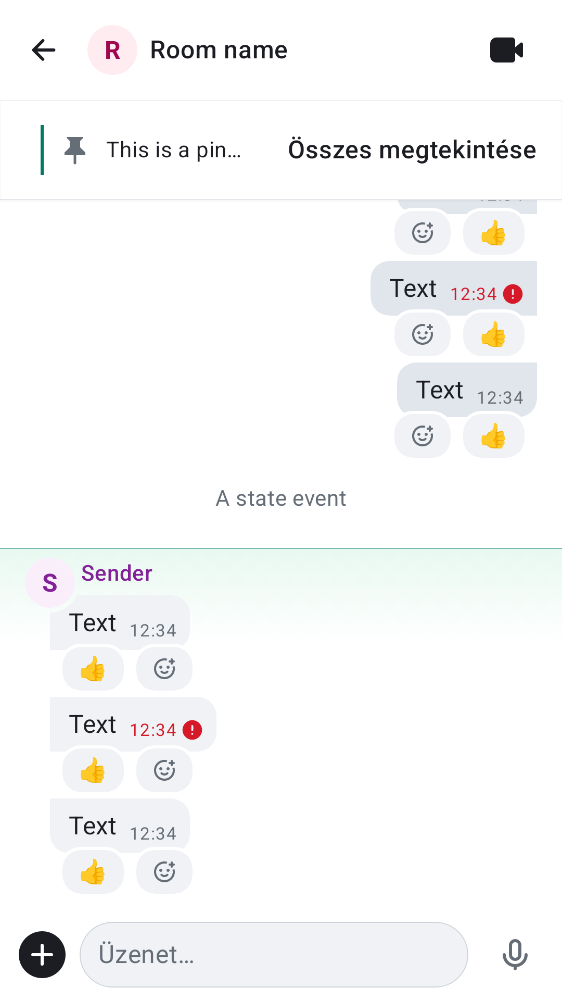 R Room name
This is a pin… Összes megtekintése
Text 12:34
Text 12:34
A state event
S Sender
Text 12:34
Text 12:34
Text 12:34
Üzenet…